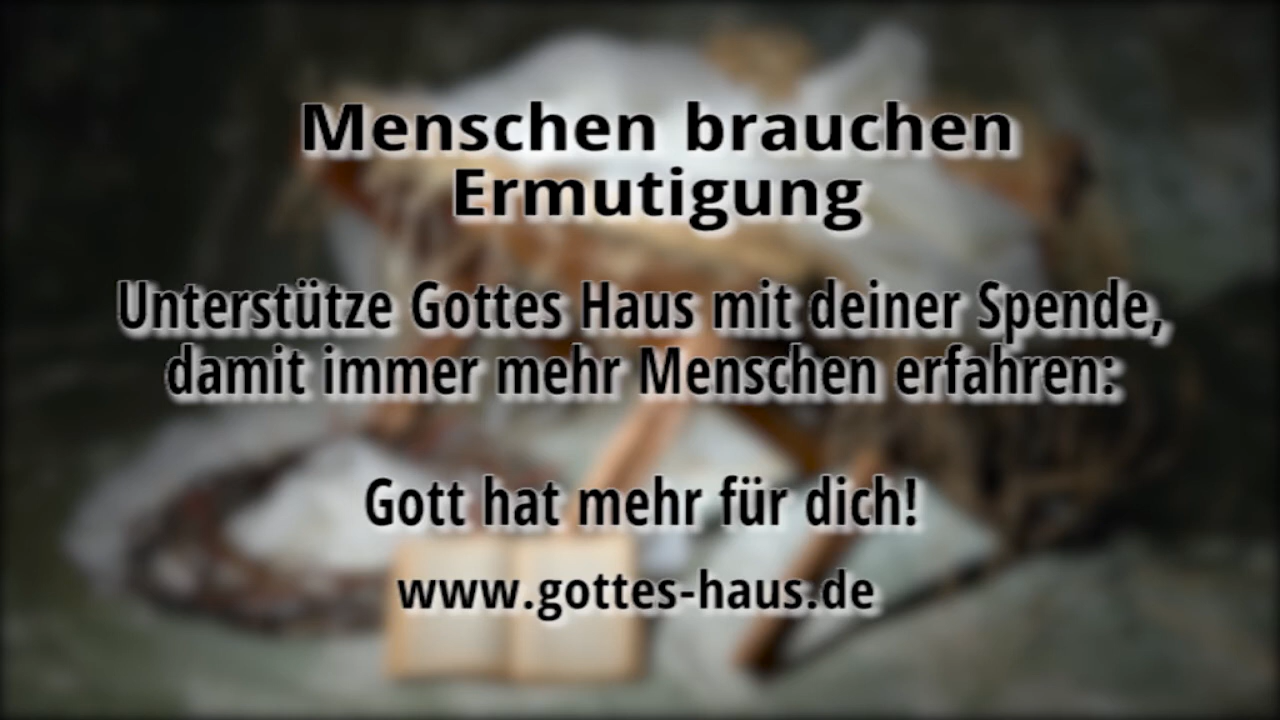 Menschen brauchen
Ermutigung
Unterstütze Gottes Haus mit deiner Spende,
damit immer mehr Menschen erfahren:
Gott hat mehr für dich!
www.gottes-haus.de